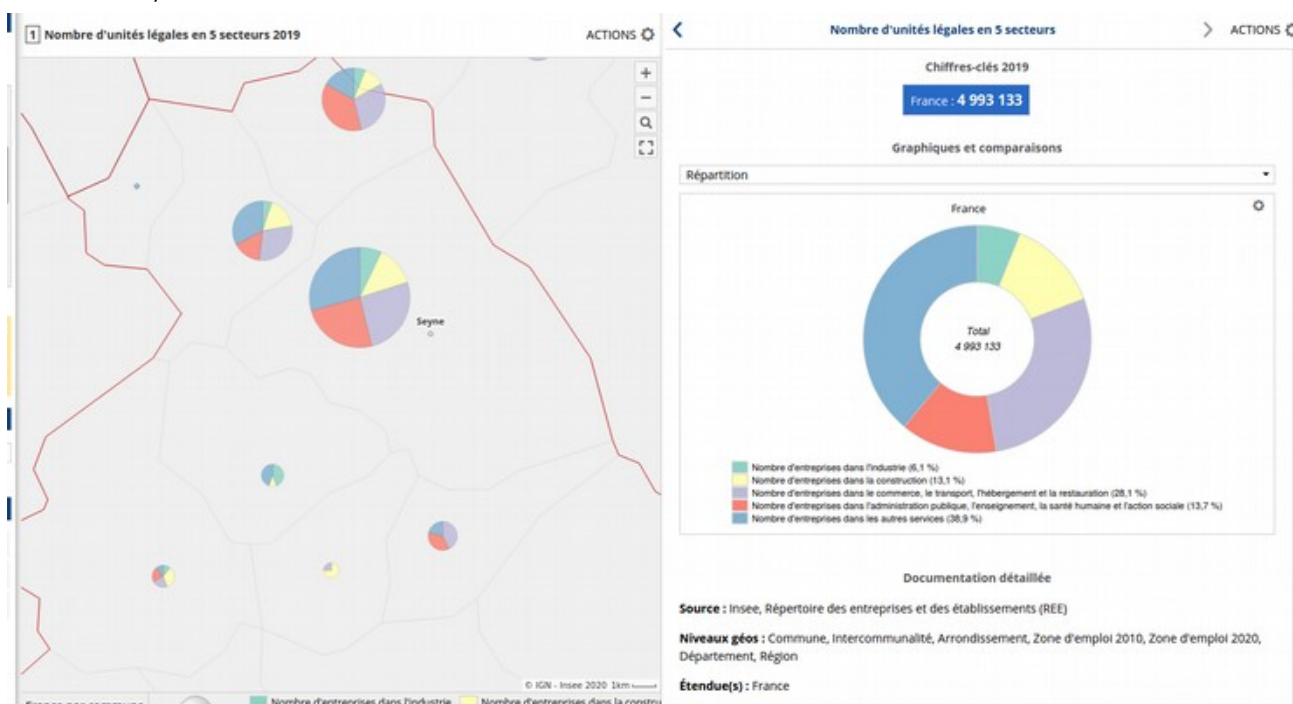 1 Nombre d'unités légales en 5 secteurs 2019
ACTIONS
Seyne
© IGN - Insee 2020 1km
Nombre d'entreprises dans l'industrie
Nombre d'entreprises dans la constru
Nombre d'unités légales en 5 secteurs
ACTIONS
Chiffres-clés 2019
France : 4 993 133
Graphiques et comparaisons
Répartition
France
Total
4 993 133
Nombre d'entreprises dans l'industrie (6,1 %)
Nombre d'entreprises dans la construction (13,1 %)
Nombre d'entreprises dans le commerce, le transport, l'hébergement et la restauration (28,1 %)
Nombre d'entreprises dans l'administration publique, l'enseignement, la santé humaine et l'action sociale (13,7 %)
Nombre d'entreprises dans les autres services (38,9 %)
Documentation détaillée
Source : Insee, Répertoire des entreprises et des établissements (REE)
Niveaux géos : Commune, Intercommunalité, Arrondissement, Zone d'emploi 2010, Zone d'emploi 2020,
Département, Région
Étendue(s) : France